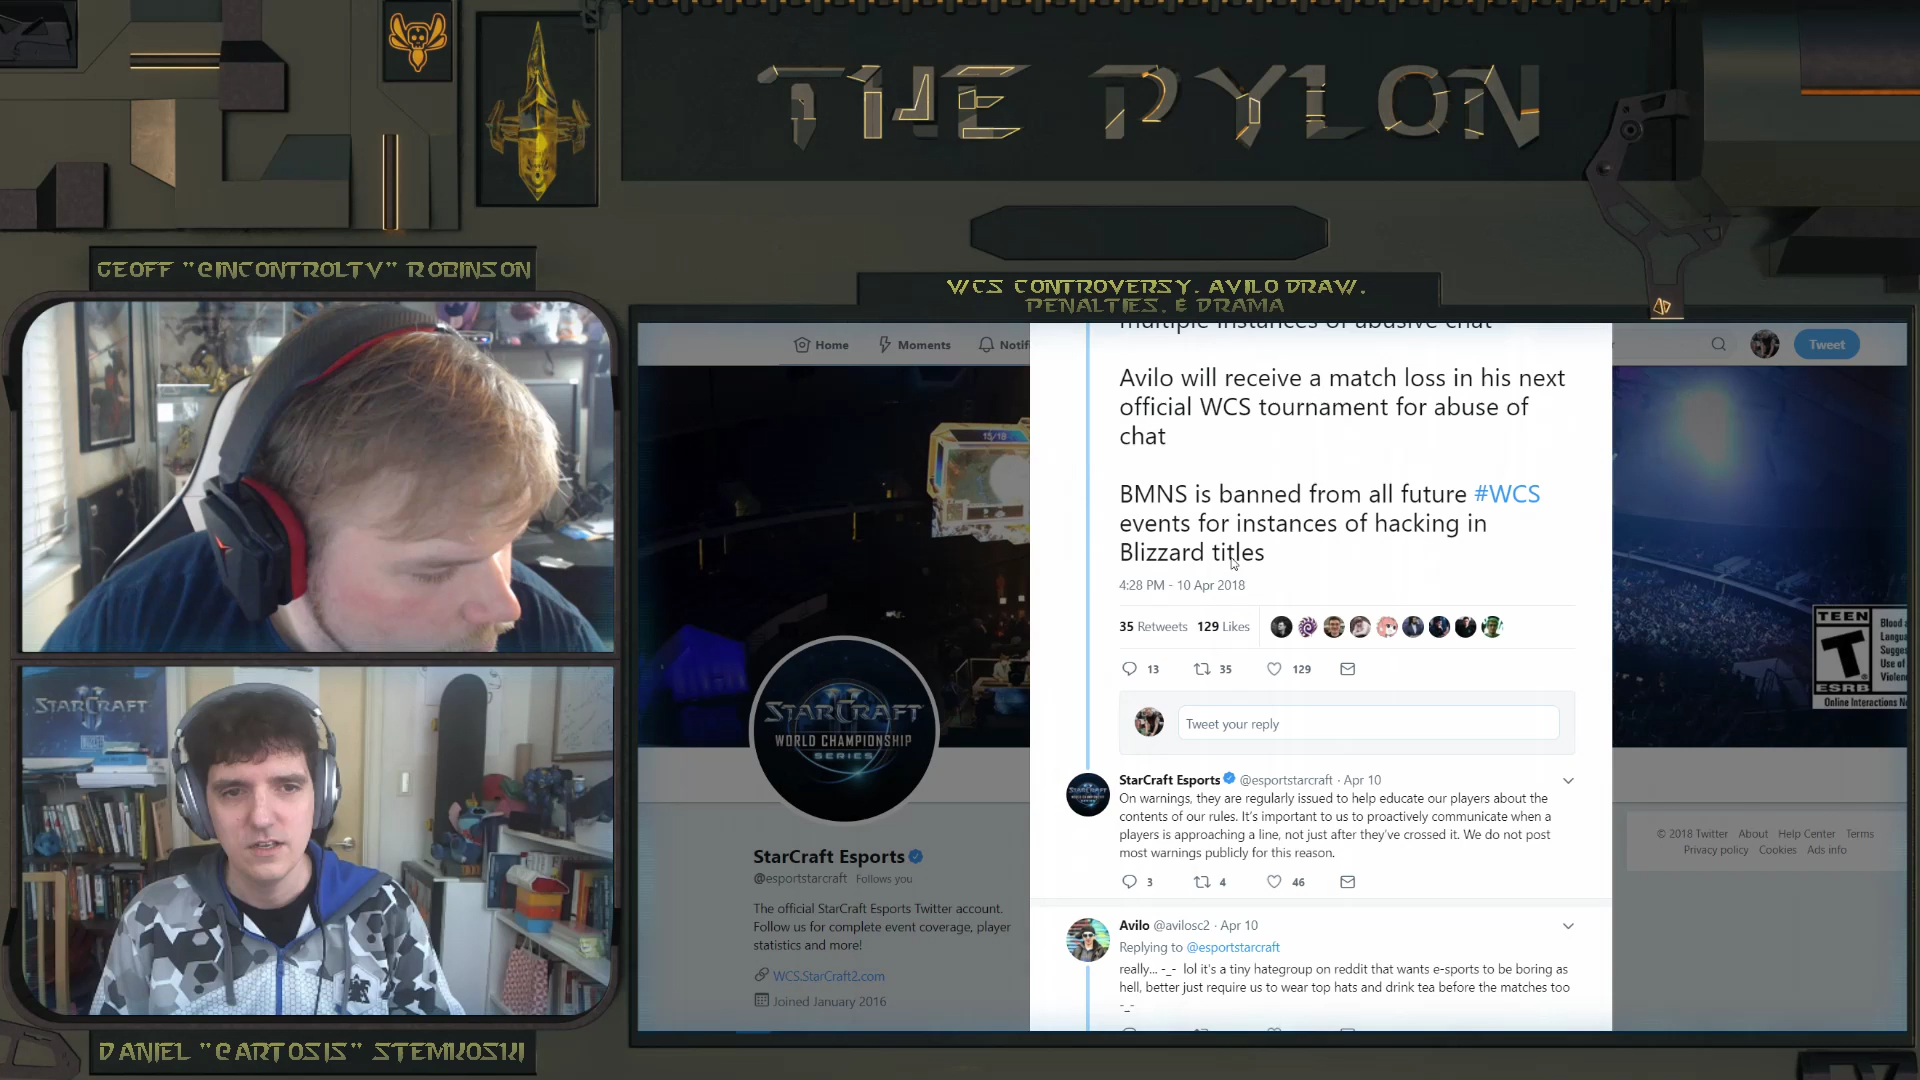 THE PYLON
GEOFF "@INCONTROLTV" ROBINSON
WCS CONTROVERSY. AVILO DRAW.
PENALTIES. & DRAMA
Home
Moments
Tweet
multiple instances of abusive chat
Avilo will receive a match loss in his next
official WCS tournament for abuse of
chat
BMNS is banned from all future #WCS
events for instances of hacking in
Blizzard titles
4:28 PM - 10 Apr 2018
35 Retweets 129 Likes
13 35 129
Tweet your reply
StarCraft Esports @esportstarcraft · Apr 10
On warnings, they are regularly issued to help educate our players about the
contents of our rules. It's important to us to proactively communicate when a
players is approaching a line, not just after they've crossed it. We do not post
most warnings publicly for this reason.
3 4 46
Avilo @avilosc2 · Apr 10
Replying to @esportstarcraft
really... -_- lol it's a tiny hategroup on reddit that wants e-sports to be boring as
hell, better just require us to wear top hats and drink tea before the matches too
-_-
15/18
STARCRAFT
WORLD CHAMPIONSHIP
SERIES
StarCraft Esports
@esportstarcraft Follows you
The official StarCraft Esports Twitter account.
Follow us for complete event coverage, player
statistics and more!
WCS.StarCraft2.com
Joined January 2016
TEEN
T
ESRB
© 2018 Twitter About Help Center Terms
Privacy policy Cookies Ads info
STARCRAFT
DANIEL "@ARTOSIS" STEMKOSKI